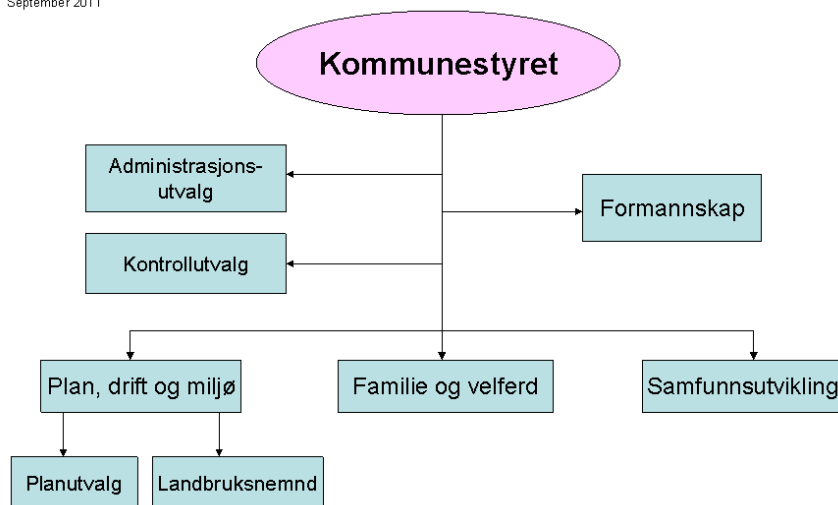 September 2011
Kommunestyret
Administrasjons-
utvalg
Formannskap
Kontrollutvalg
Plan, drift og miljø
Familie og velferd
Samfunnsutvikling
Planutvalg
Landbruksnemnd